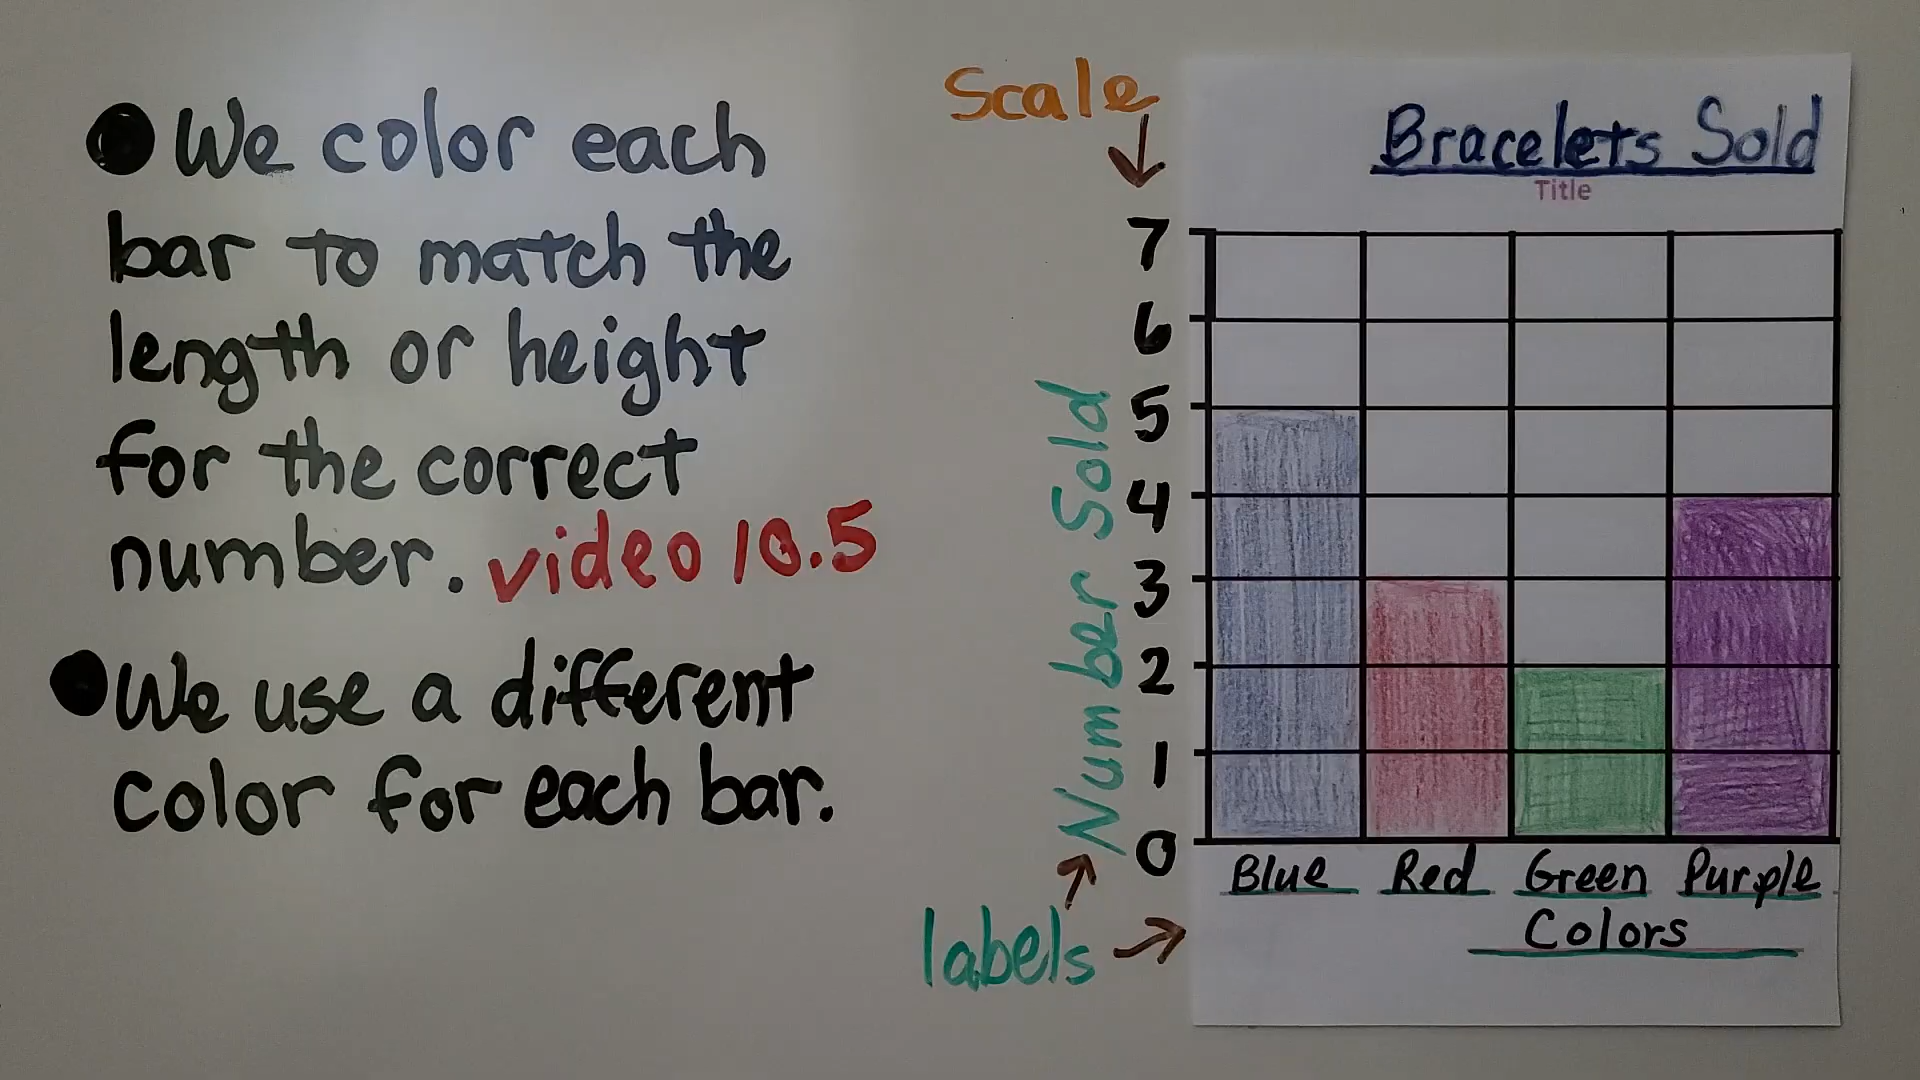 We color each
bar to match the
length or height
for the correct
number. video 10.5
We use a different
color for each bar.
Scale
Bracelets Sold
Title
7
6
5
4
3
2
1
0
Number Sold
Blue Red Green Purple
Colors
labels